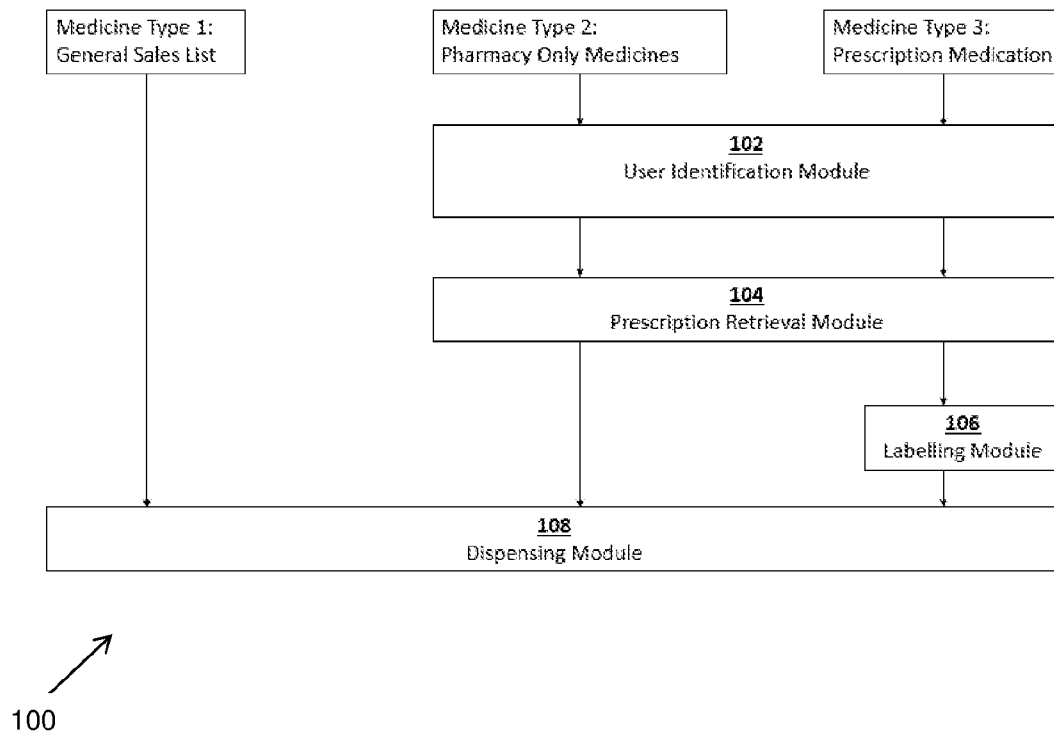 Medicine Type 1:
General Sales List
Medicine Type 2:
Pharmacy Only Medicines
Medicine Type 3:
Prescription Medication
102
User Identification Module
104
Prescription Retrieval Module
106
Labelling Module
108
Dispensing Module
100